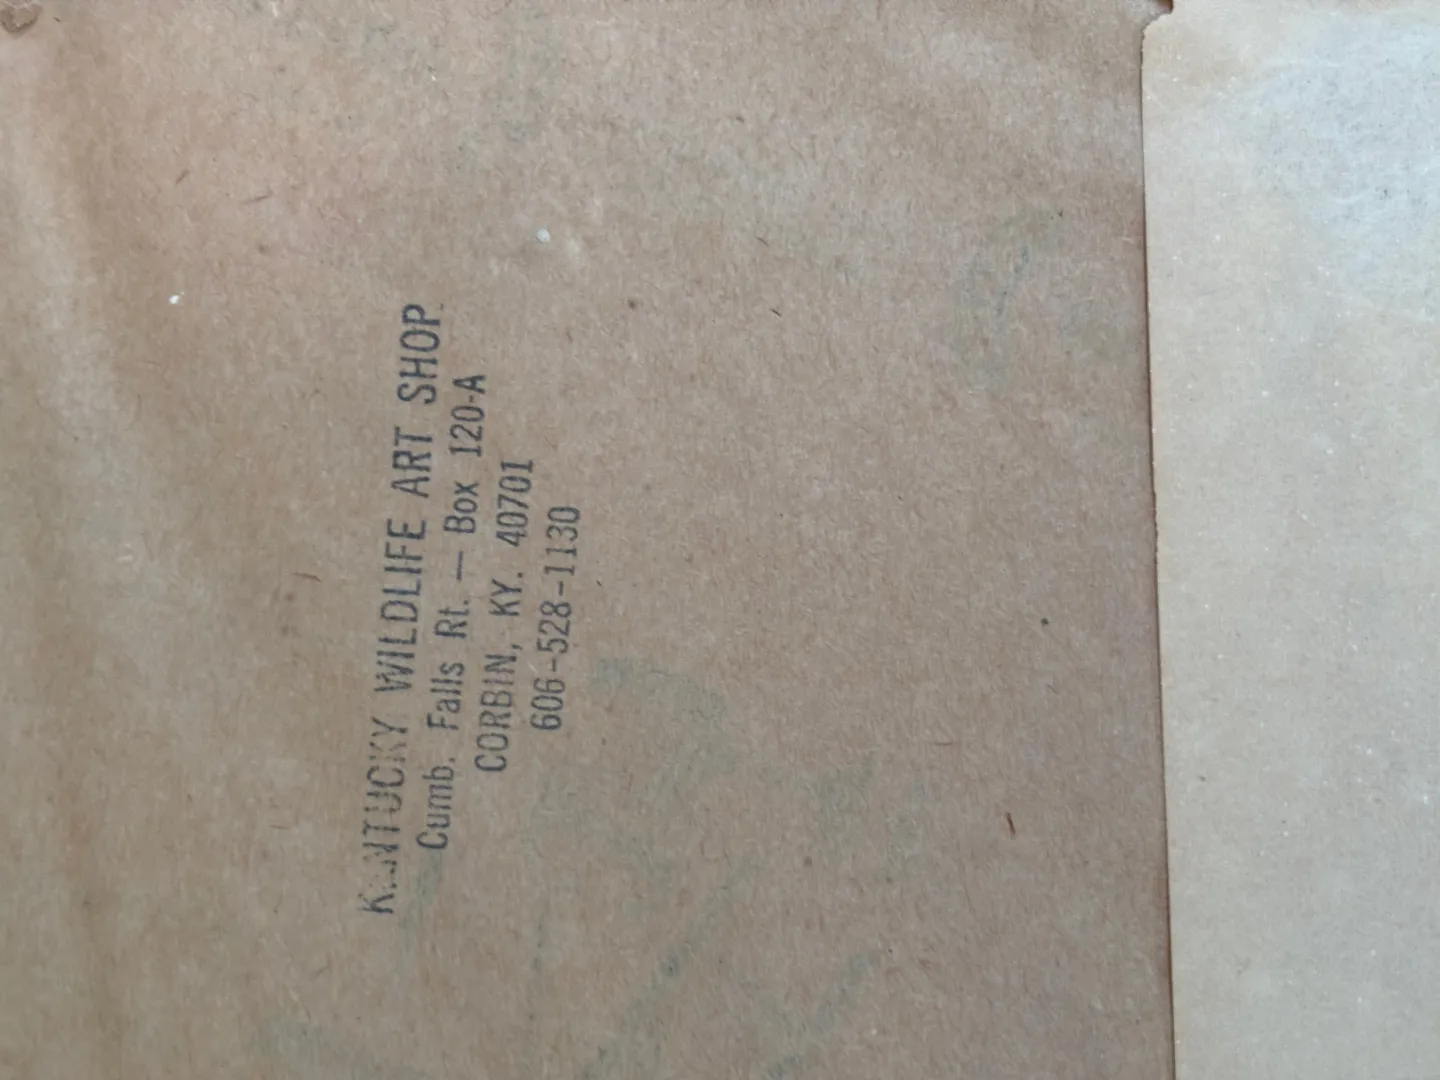 KENTUCKY WILDLIFE ART SHOP
Cumb. Falls Rt. — Box 120-A
CORBIN, KY. 40701
606-528-1130